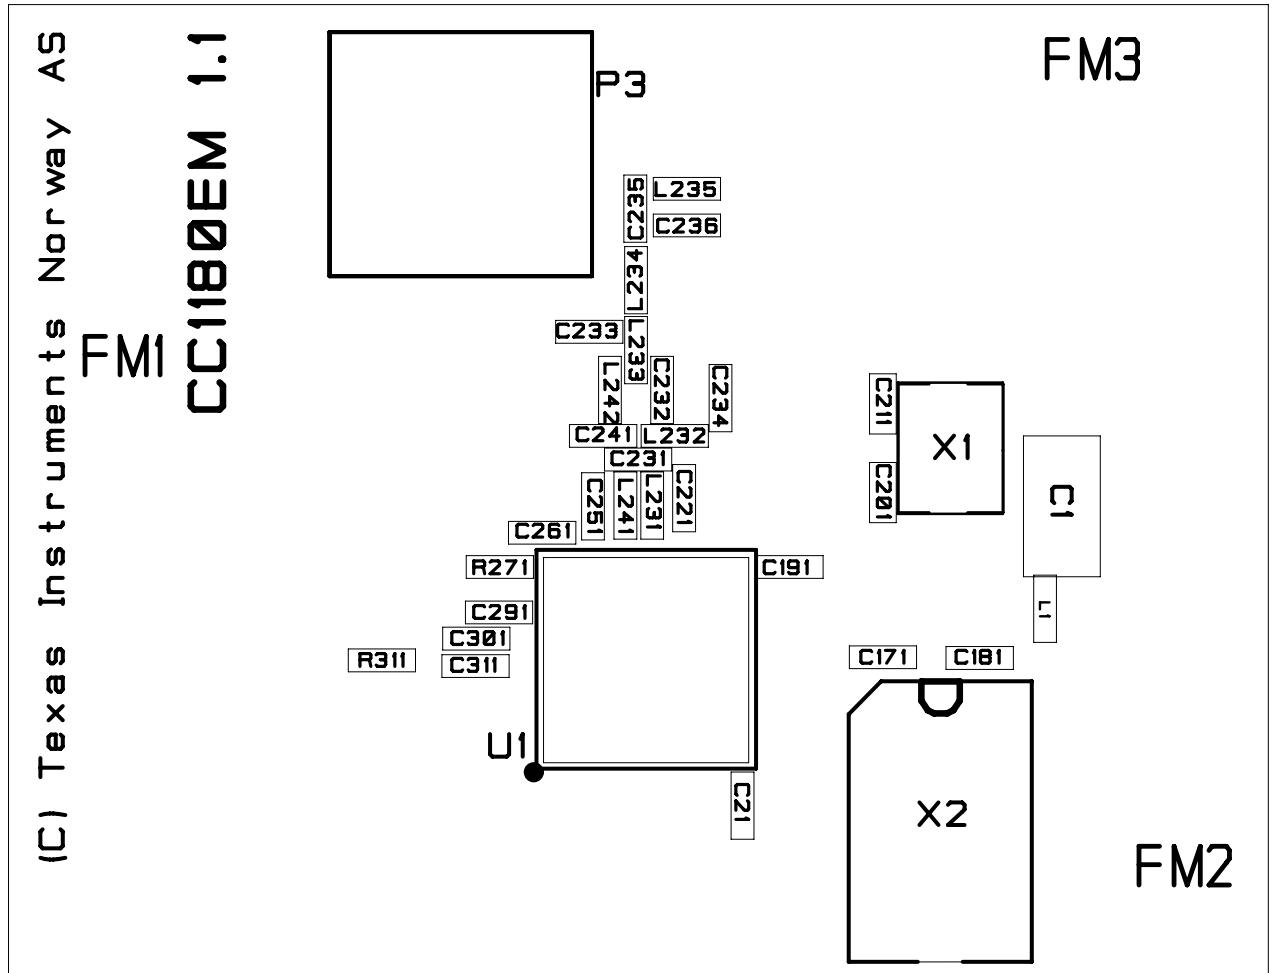 (C) Texas Instruments Norway AS
CC1180EM 1.1
FM1
P3
FM3
C235
L235
C236
L234
C233
L233
L242
C232
C234
C241
L232
C231
C251
L241
L231
C221
C261
C211
X1
C201
C1
R271
C191
C291
C301
C311
R311
L1
C171
C181
U1
C21
X2
FM2